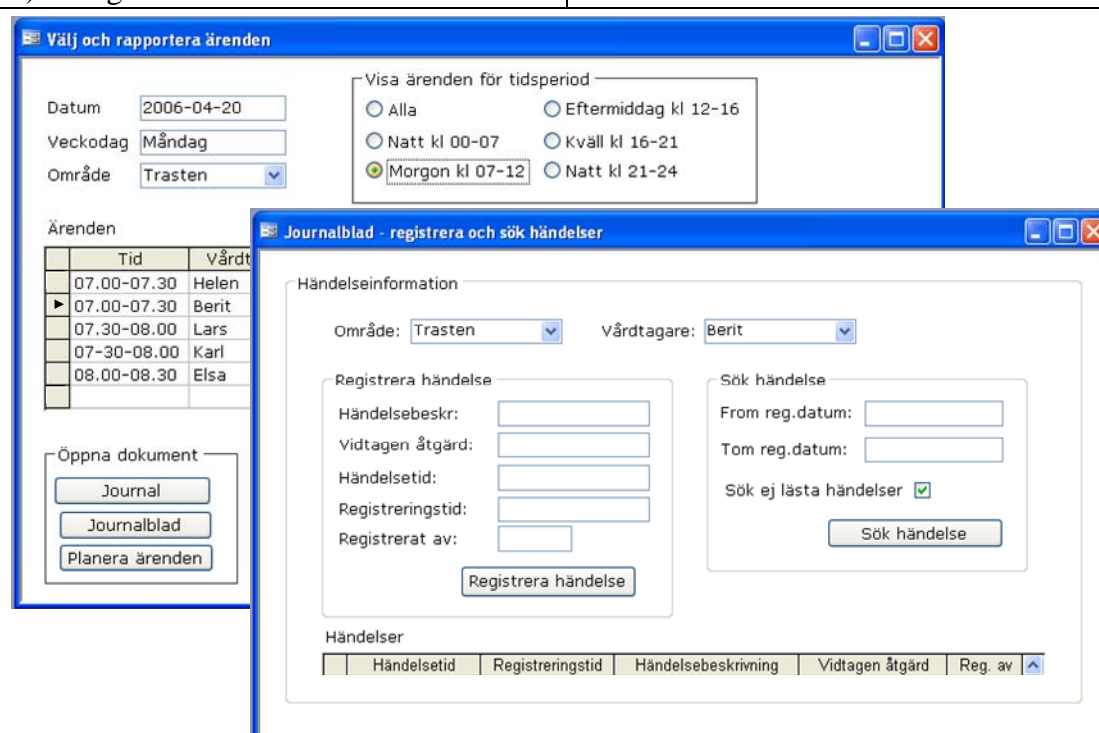 Välj och rapportera ärenden
Visa ärenden för tidsperiod
Datum 2006-04-20
Alla Eftermiddag kl 12-16
Veckodag Måndag
Natt kl 00-07 Kväll kl 16-21
Område Trasten
Morgon kl 07-12 Natt kl 21-24
Ärenden
Tid Vårdt
07.00-07.30 Helen
07.00-07.30 Berit
07.30-08.00 Lars
07-30-08.00 Karl
08.00-08.30 Elsa
Öppna dokument
Journal
Journalblad
Planera ärenden
Journalblad - registrera och sök händelser
Händelseinformation
Område: Trasten Vårdtagare: Berit
Registrera händelse
Händelsebeskr:
Vidtagen åtgärd:
Händelsetid:
Registreringstid:
Registrerat av:
Registrera händelse
Sök händelse
From reg.datum:
Tom reg.datum:
Sök ej lästa händelser
Sök händelse
Händelser
Händelsetid Registreringstid Händelsebeskrivning Vidtagen åtgärd Reg. av